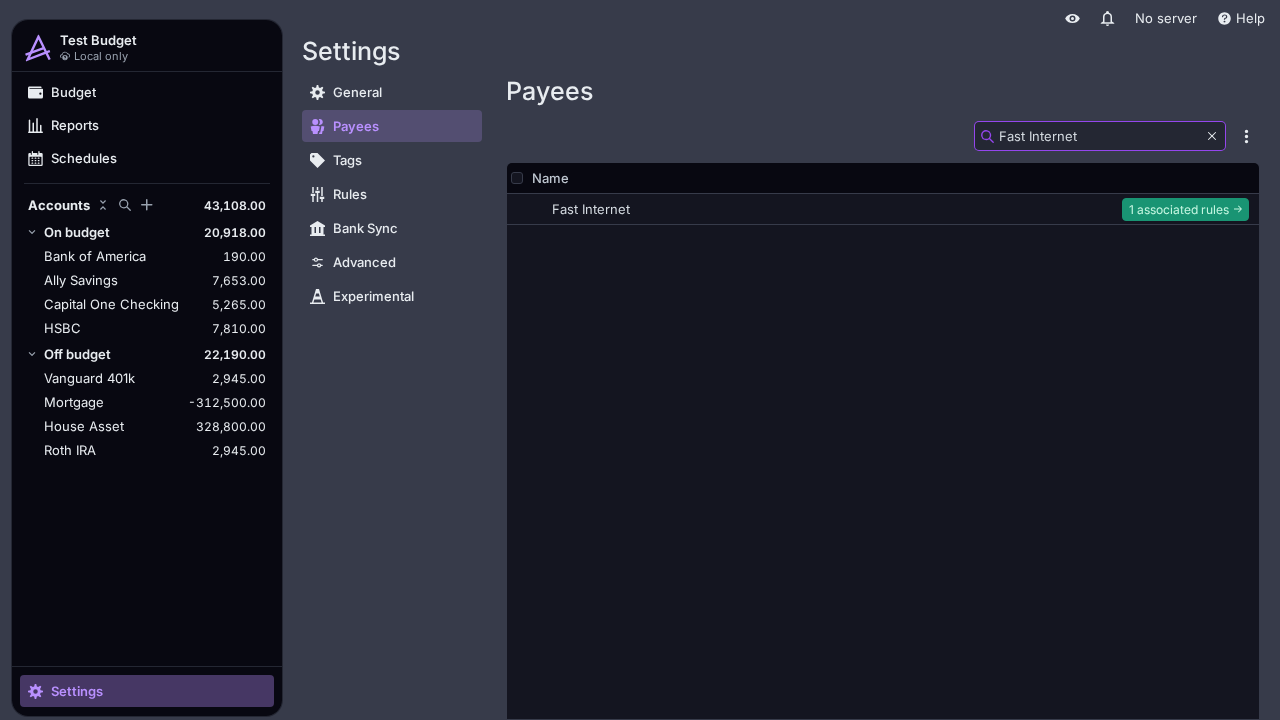 No server
Help
Test Budget
Local only
Budget
Reports
Schedules
Accounts 43,108.00
On budget 20,918.00
Bank of America 190.00
Ally Savings 7,653.00
Capital One Checking 5,265.00
HSBC 7,810.00
Off budget 22,190.00
Vanguard 401k 2,945.00
Mortgage -312,500.00
House Asset 328,800.00
Roth IRA 2,945.00
Settings
Settings
General
Payees
Tags
Rules
Bank Sync
Advanced
Experimental
Payees
Fast Internet
Name
Fast Internet 1 associated rules →